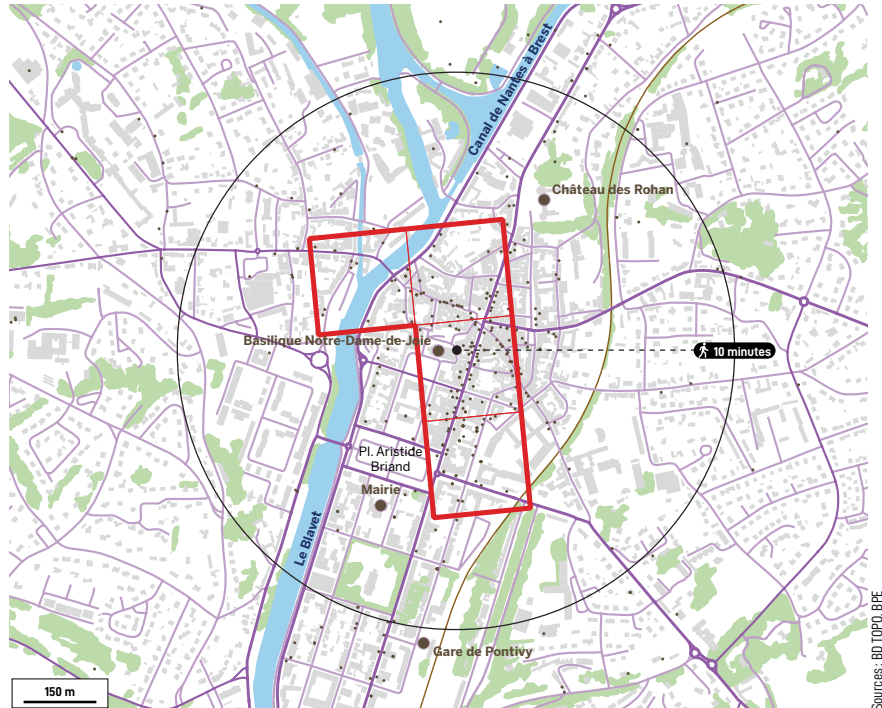 Canal de Nantes à Brest
Château des Rohan
Basilique Notre-Dame-de-Joie
10 minutes
Pl. Aristide
Briand
Mairie
Le Blavet
Gare de Pontivy
150 m
Sources : BD TOPO, BPE